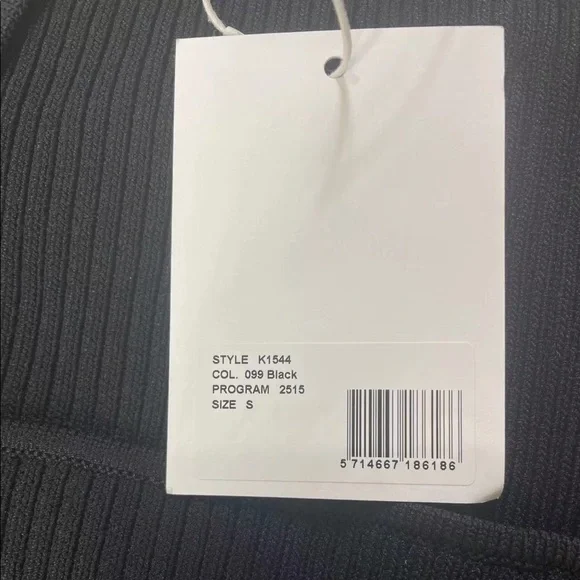 STYLE K1544
COL. 099 Black
PROGRAM 2515
SIZE S
5 714667 186186